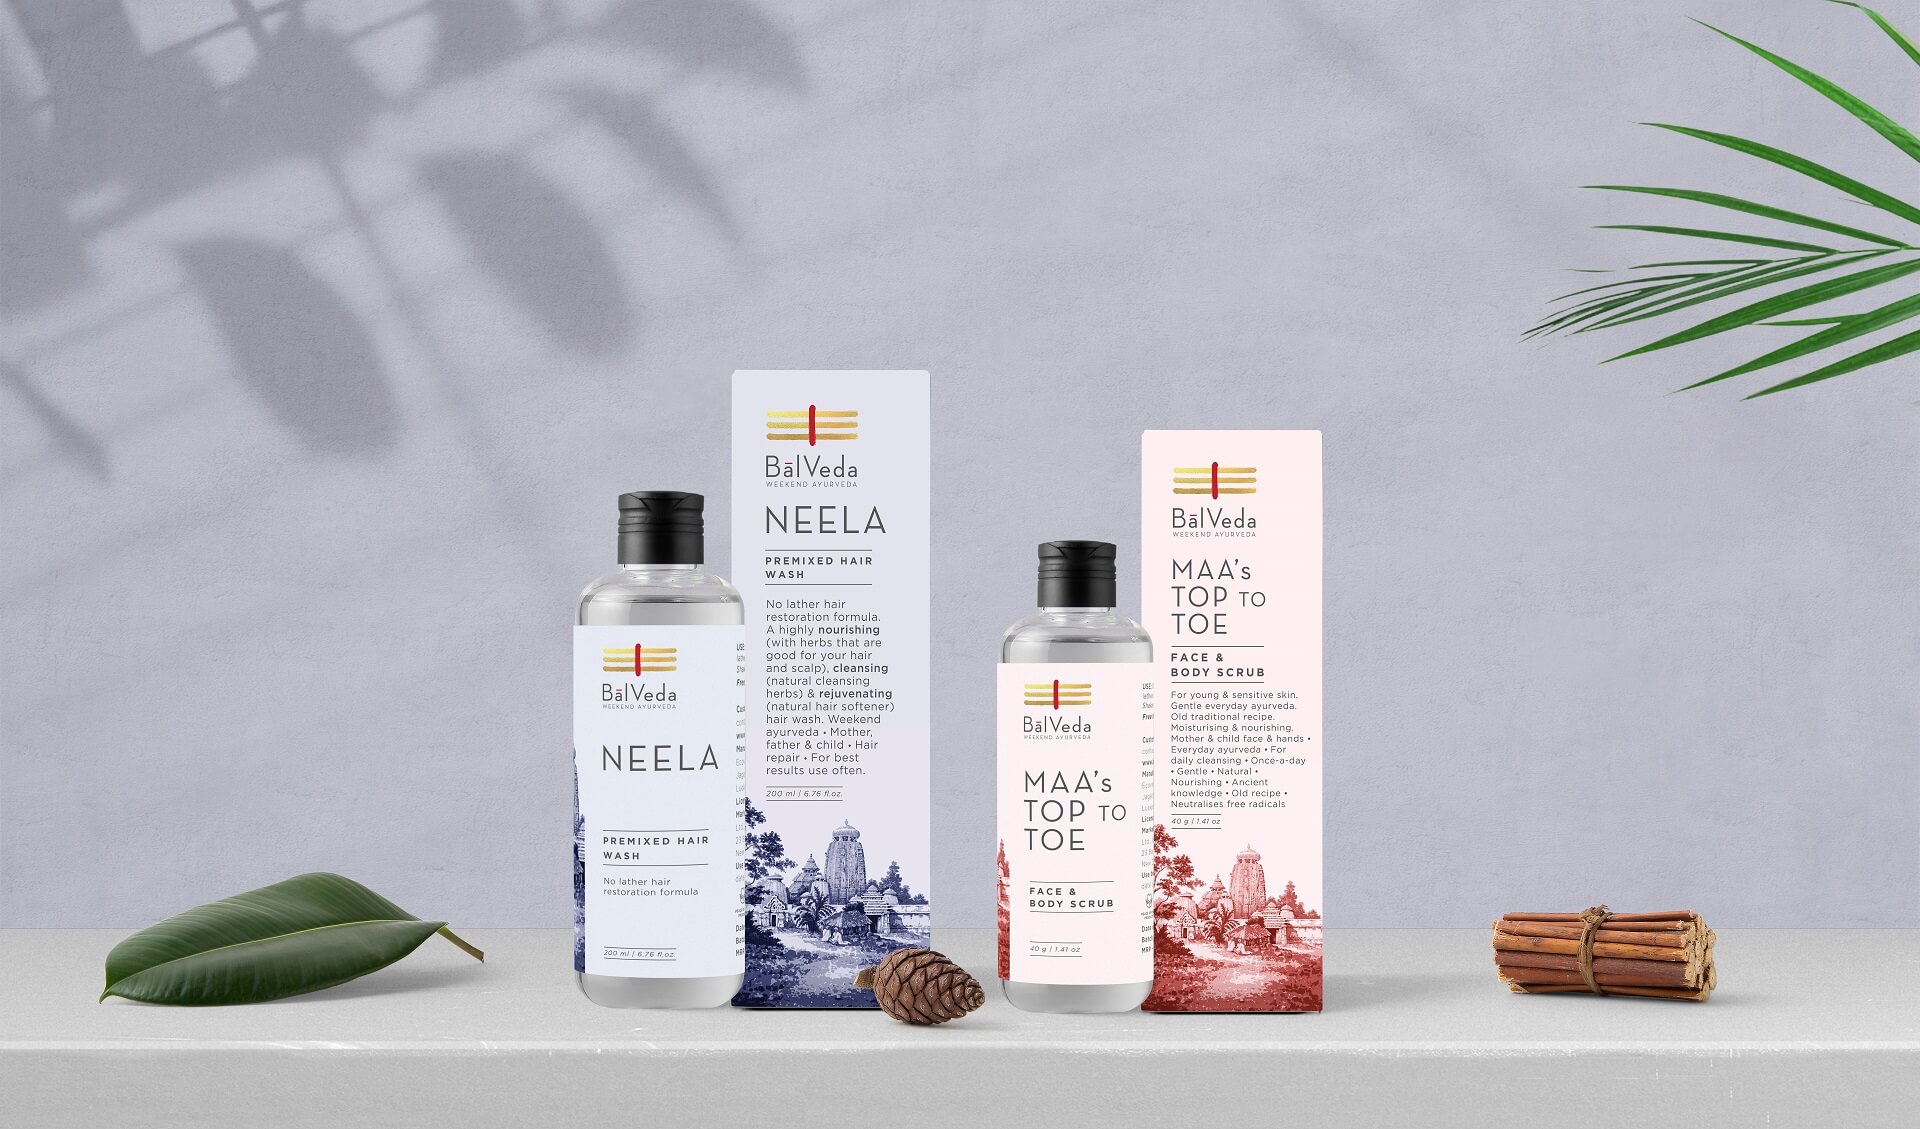 BālVeda
WEEKEND AYURVEDA
NEELA
PREMIXED HAIR
WASH
No lather hair
restoration formula
200 ml / 6.76 fl.oz.
BālVeda
WEEKEND AYURVEDA
NEELA
PREMIXED HAIR
WASH
No lather hair
restoration formula.
A highly nourishing
(with herbs that are
good for your hair
and scalp), cleansing
(natural cleansing
herbs) & rejuvenating
(natural hair softener)
hair wash. Weekend
ayurveda • Mother,
father & child • Hair
repair • For best
results use often.
200 ml / 6.76 fl.oz.
BālVeda
WEEKEND AYURVEDA
MAA's
TOP TO
TOE
FACE &
BODY SCRUB
40 g / 1.41 oz
BālVeda
WEEKEND AYURVEDA
MAA's
TOP TO
TOE
FACE &
BODY SCRUB
For young & sensitive skin.
Gentle everyday ayurveda.
Old traditional recipe.
Moisturising & nourishing.
Mother & child face & hands •
Everyday ayurveda • For
daily cleansing • Once-a-day
• Gentle • Natural •
Nourishing • Ancient
knowledge • Old recipe •
Neutralises free radicals
40 g / 1.41 oz